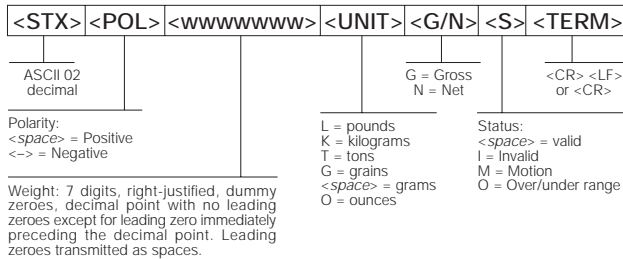 <STX> <POL> <wwwwwww> <UNIT> <G/N> <S> <TERM>
ASCII 02
decimal
G = Gross
N = Net
<CR> <LF>
or <CR>
Polarity:
<space> = Positive
<–> = Negative
L = pounds
K = kilograms
T = tons
G = grains
<space> = grams
O = ounces
Status:
<space> = valid
I = Invalid
M = Motion
O = Over/under range
Weight: 7 digits, right-justified, dummy
zeroes, decimal point with no leading
zeroes except for leading zero immediately
preceding the decimal point. Leading
zeroes transmitted as spaces.